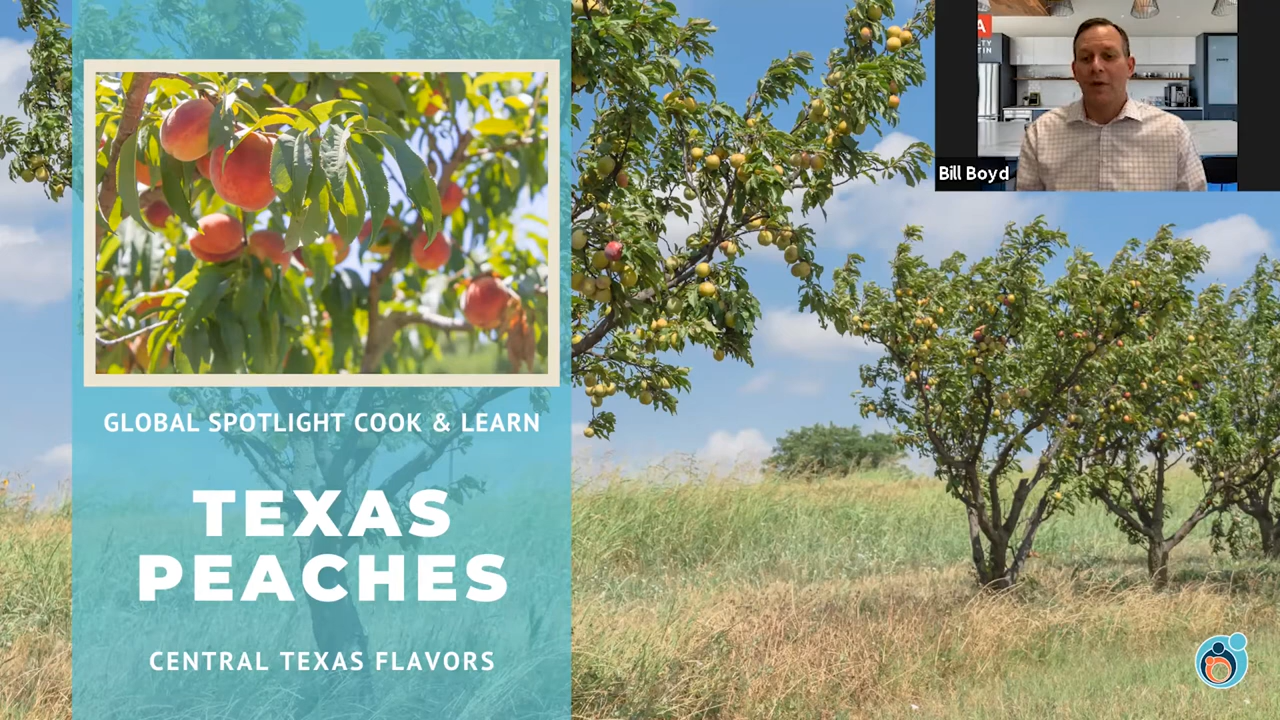 GLOBAL SPOTLIGHT COOK & LEARN
TEXAS
PEACHES
CENTRAL TEXAS FLAVORS
Bill Boyd